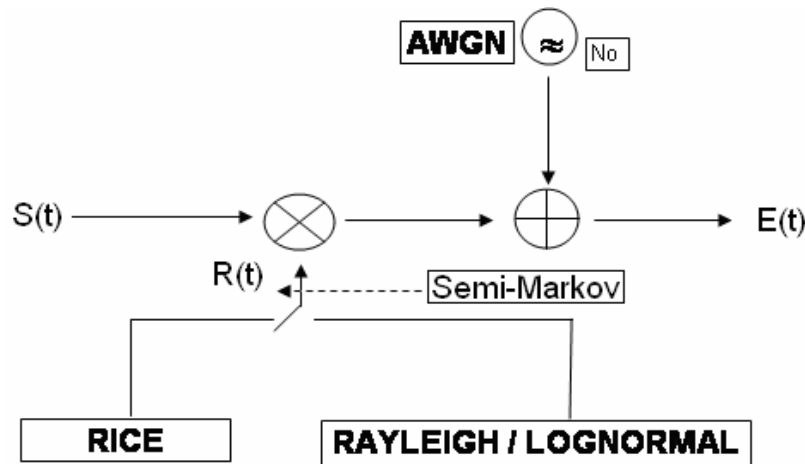 AWGN
≈
No
S(t)
E(t)
R(t)
Semi-Markov
RICE
RAYLEIGH / LOGNORMAL